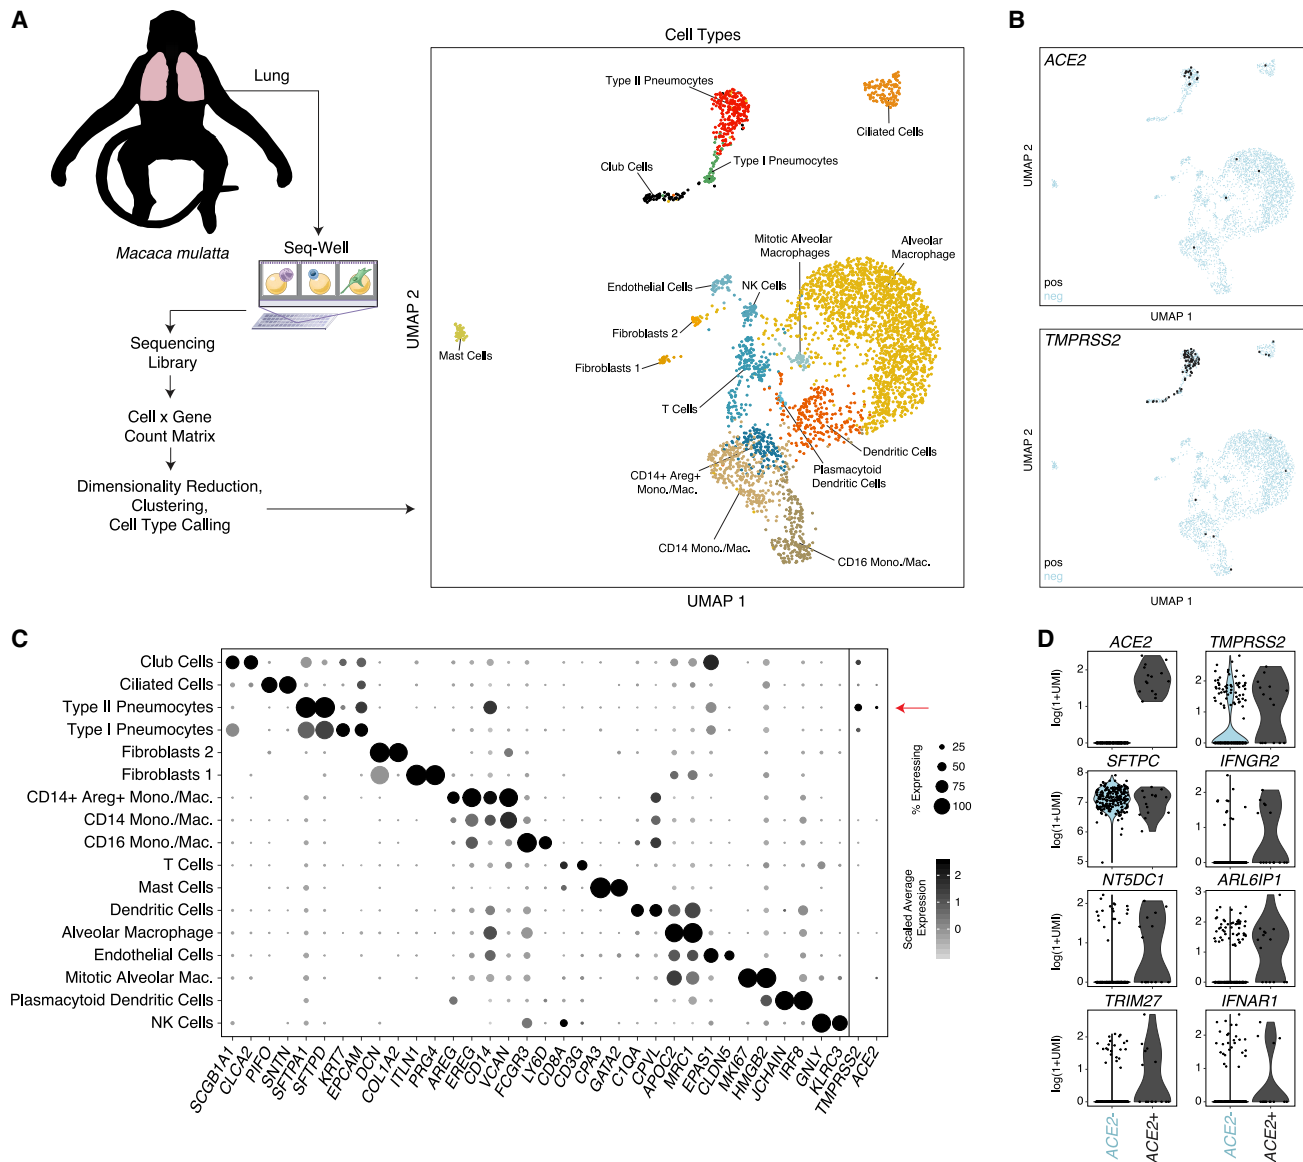 A
Lung
Macaca mulatta
Seq-Well
Sequencing
Library
Cell x Gene
Count Matrix
Dimensionality Reduction,
Clustering,
Cell Type Calling
Cell Types
UMAP 2
UMAP 1
Type II Pneumocytes
Ciliated Cells
Type I Pneumocytes
Club Cells
Mitotic Alveolar
Macrophages
Alveolar
Macrophage
Endothelial Cells
NK Cells
Fibroblasts 2
Mast Cells
Fibroblasts 1
T Cells
Dendritic Cells
Plasmacytoid
Dendritic Cells
CD14+ Areg+
Mono./Mac.
CD14 Mono./Mac.
CD16 Mono./Mac.
B
ACE2
UMAP 2
pos
neg
UMAP 1
TMPRSS2
UMAP 2
pos
neg
UMAP 1
C
Club Cells
Ciliated Cells
Type II Pneumocytes
Type I Pneumocytes
Fibroblasts 2
Fibroblasts 1
CD14+ Areg+ Mono./Mac.
CD14 Mono./Mac.
CD16 Mono./Mac.
T Cells
Mast Cells
Dendritic Cells
Alveolar Macrophage
Endothelial Cells
Mitotic Alveolar Mac.
Plasmacytoid Dendritic Cells
NK Cells
SCGB1A1
CLCA2
PIFO
SNTN
SFTPA1
SFTPD
KRT7
EPCAM
DCN
COL1A2
ITLN1
PRG4
AREG
EREG
CD14
VCAN
FCGR3
LY6D
CD8A
CD3G
CPA3
GATA2
C1QA
CPVL
APOC2
MRC1
EPAS1
CLDN5
MKI67
HMGB2
JCHAIN
IRF8
GNLY
KLRC3
TMPRSS2
ACE2
% Expressing
25
50
75
100
Scaled Average
Expression
2
1
0
D
ACE2
log(1+UMI)
2
1
0
TMPRSS2
2
1
0
SFTPC
log(1+UMI)
8
7
6
5
IFNGR2
2
1
0
NT5DC1
log(1+UMI)
2
1
0
ARL6IP1
3
2
1
0
TRIM27
log(1+UMI)
3
2
1
0
IFNAR1
2
1
0
ACE2-
ACE2+
ACE2-
ACE2+